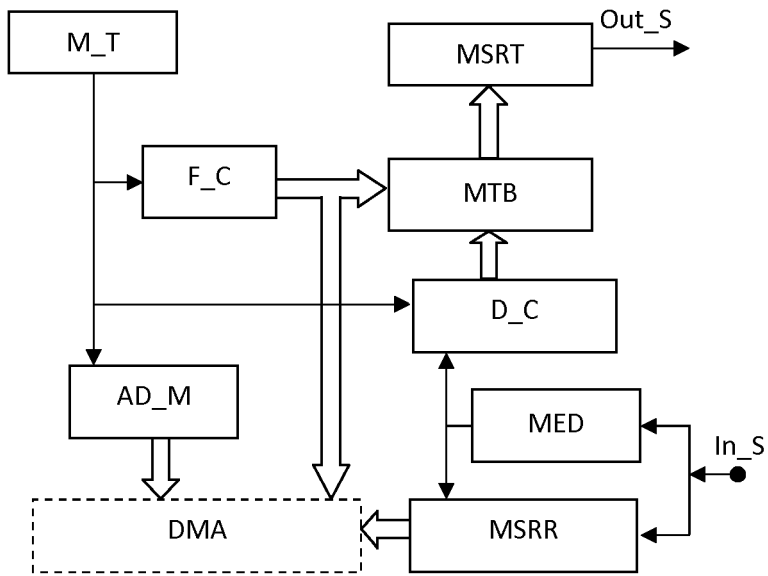 M_T
MSRT
Out_S
F_C
MTB
D_C
AD_M
MED
In_S
DMA
MSRR